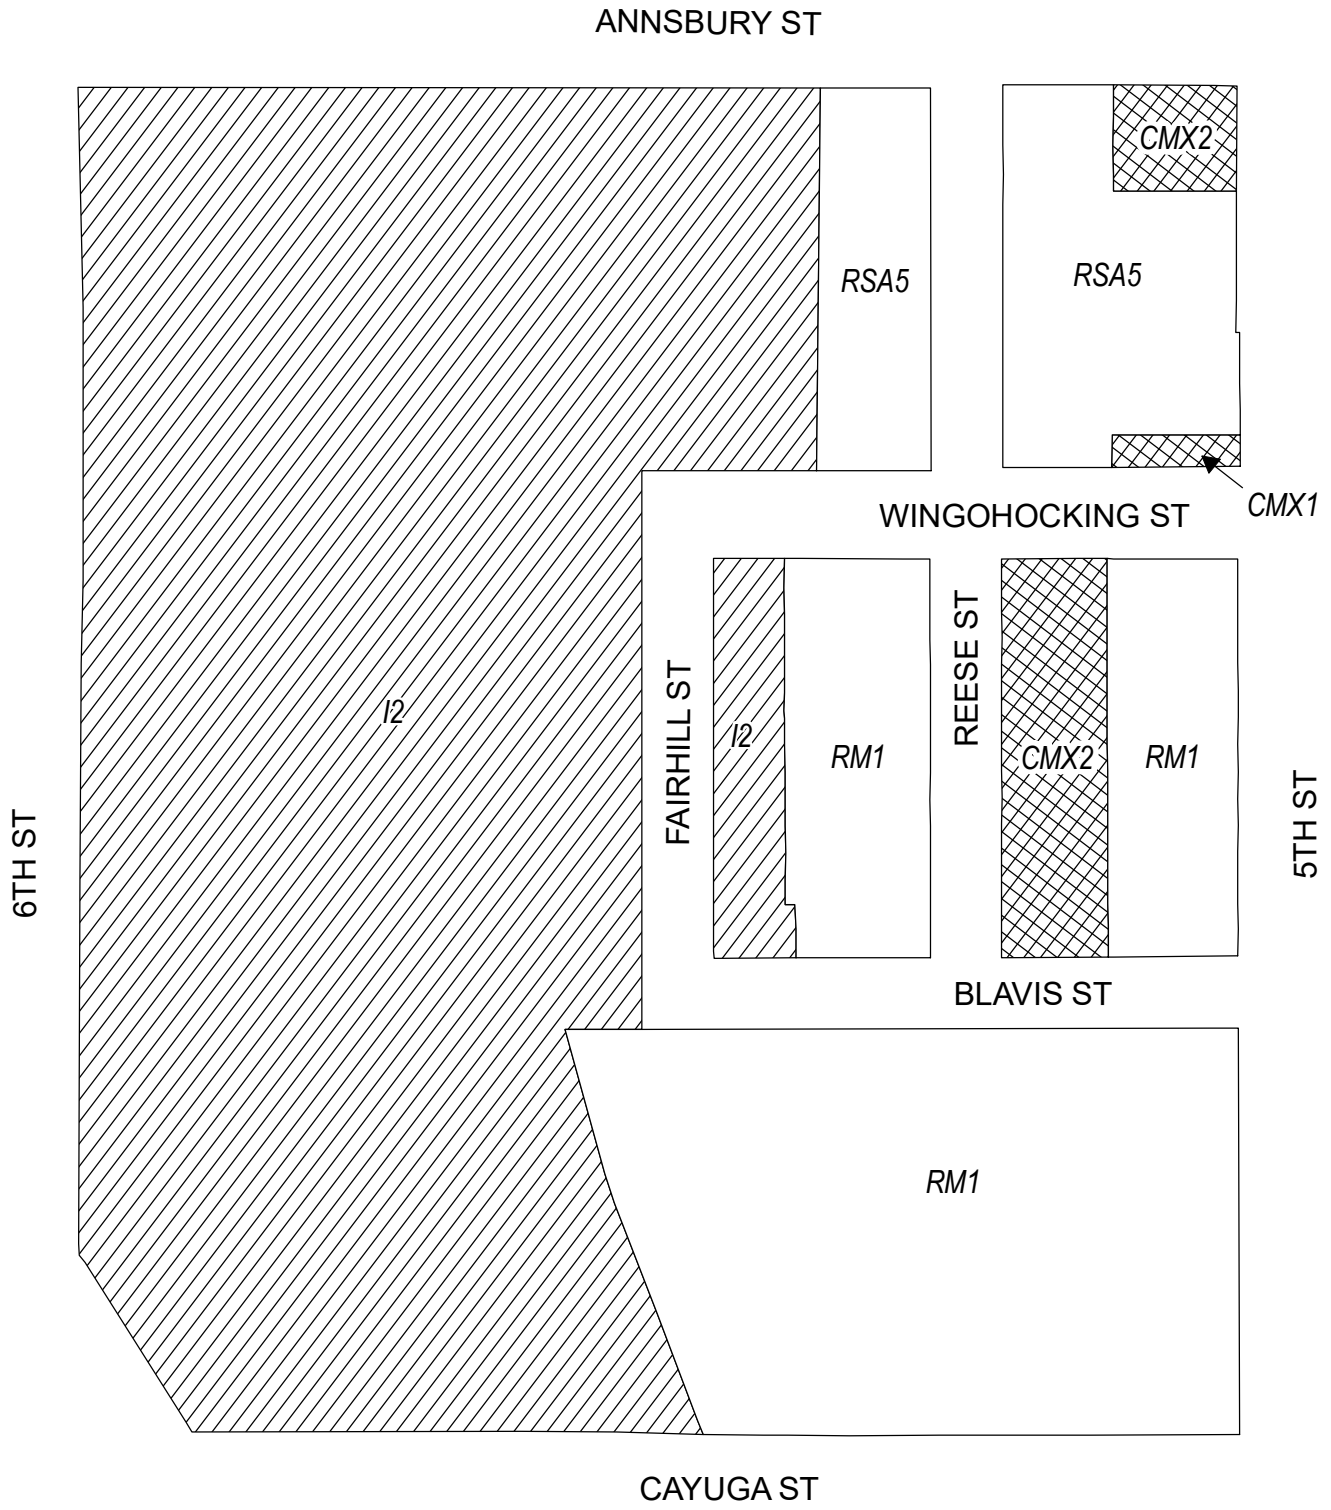 ANNSBURY ST
CMX2
RSA5
RSA5
CMX1
WINGOHOCKING ST
REESE ST
FAIRHILL ST
I2
I2
RM1
CMX2
RM1
6TH ST
5TH ST
BLAVIS ST
RM1
CAYUGA ST